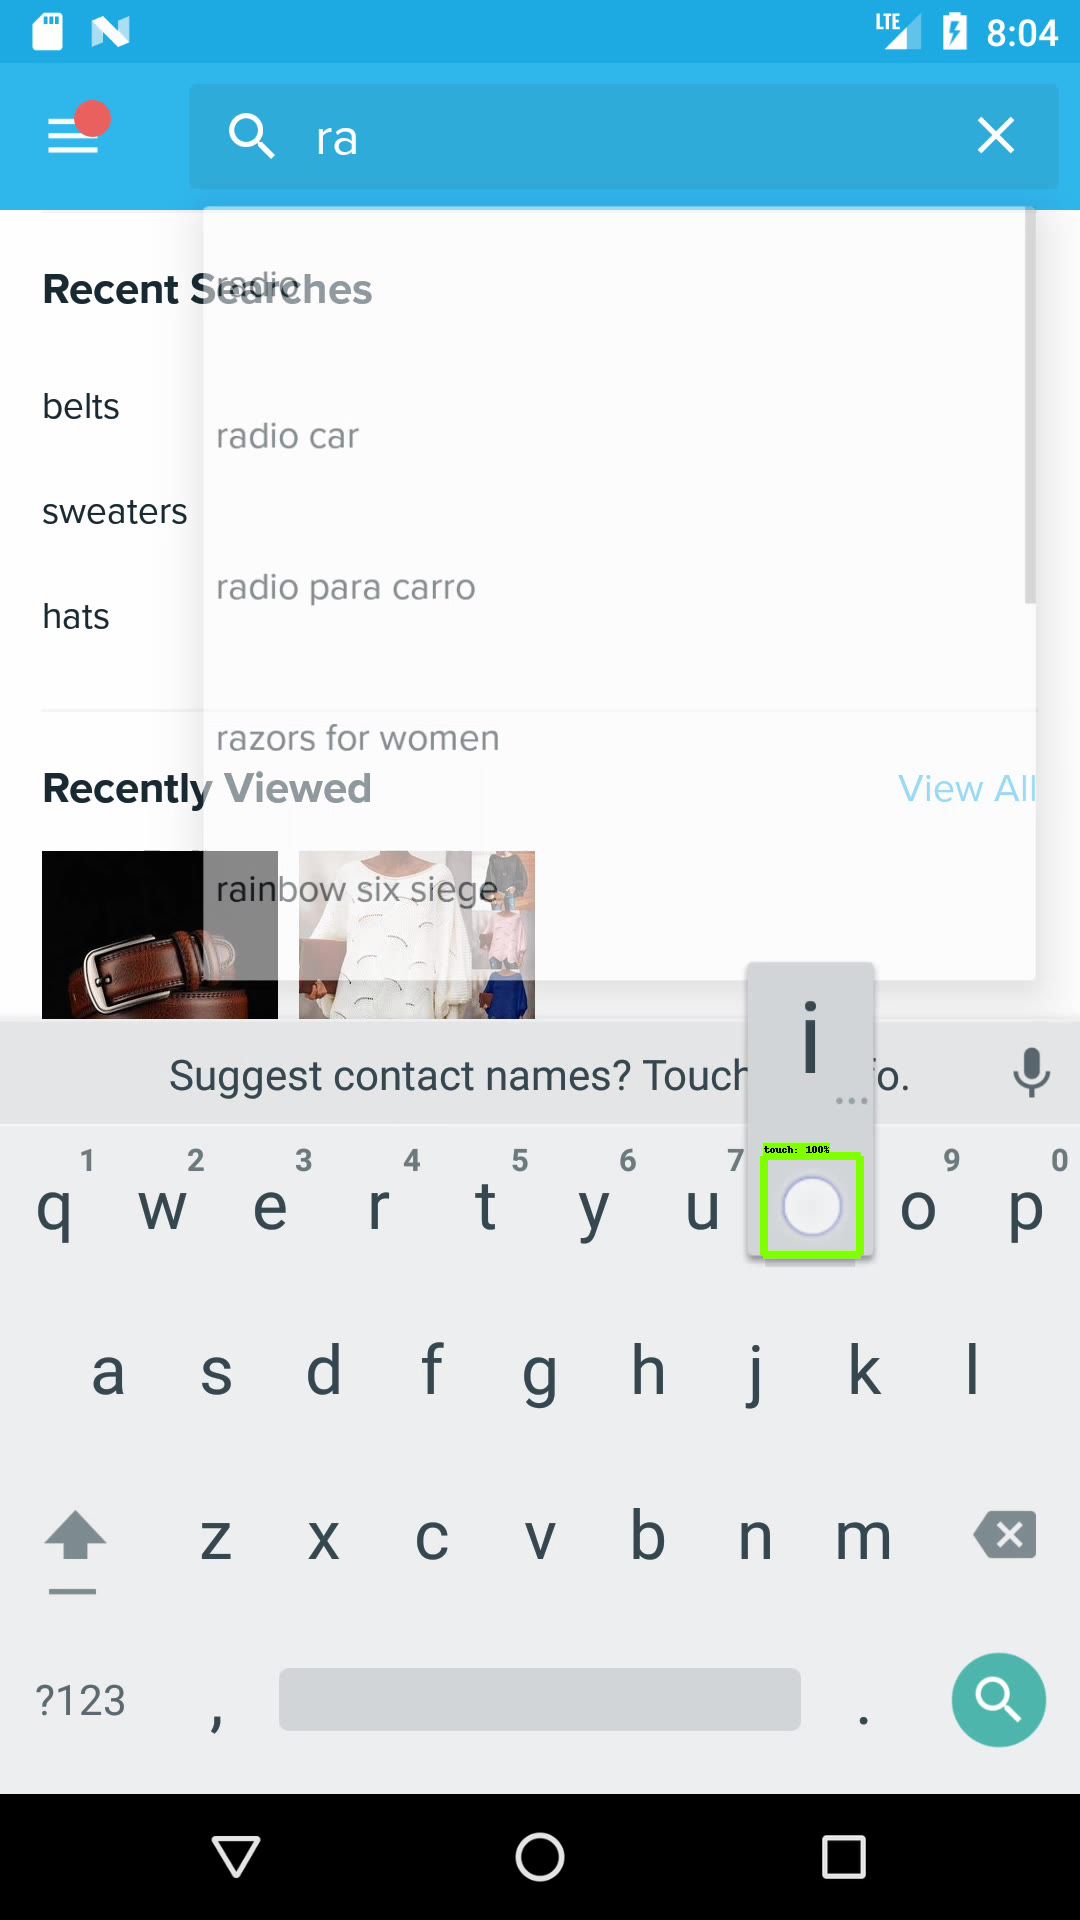 LTE 8:04
ra
Recent Searches
radio
belts
radio car
sweaters
radio para carro
hats
razors for women
Recently Viewed
View All
rainbow six siege
i
Suggest contact names? Touch
fo.
touch: 100%
1 2 3 4 5 6 7 9 0
q w e r t y u o p
a s d f g h j k l
z x c v b n m
?123 , .